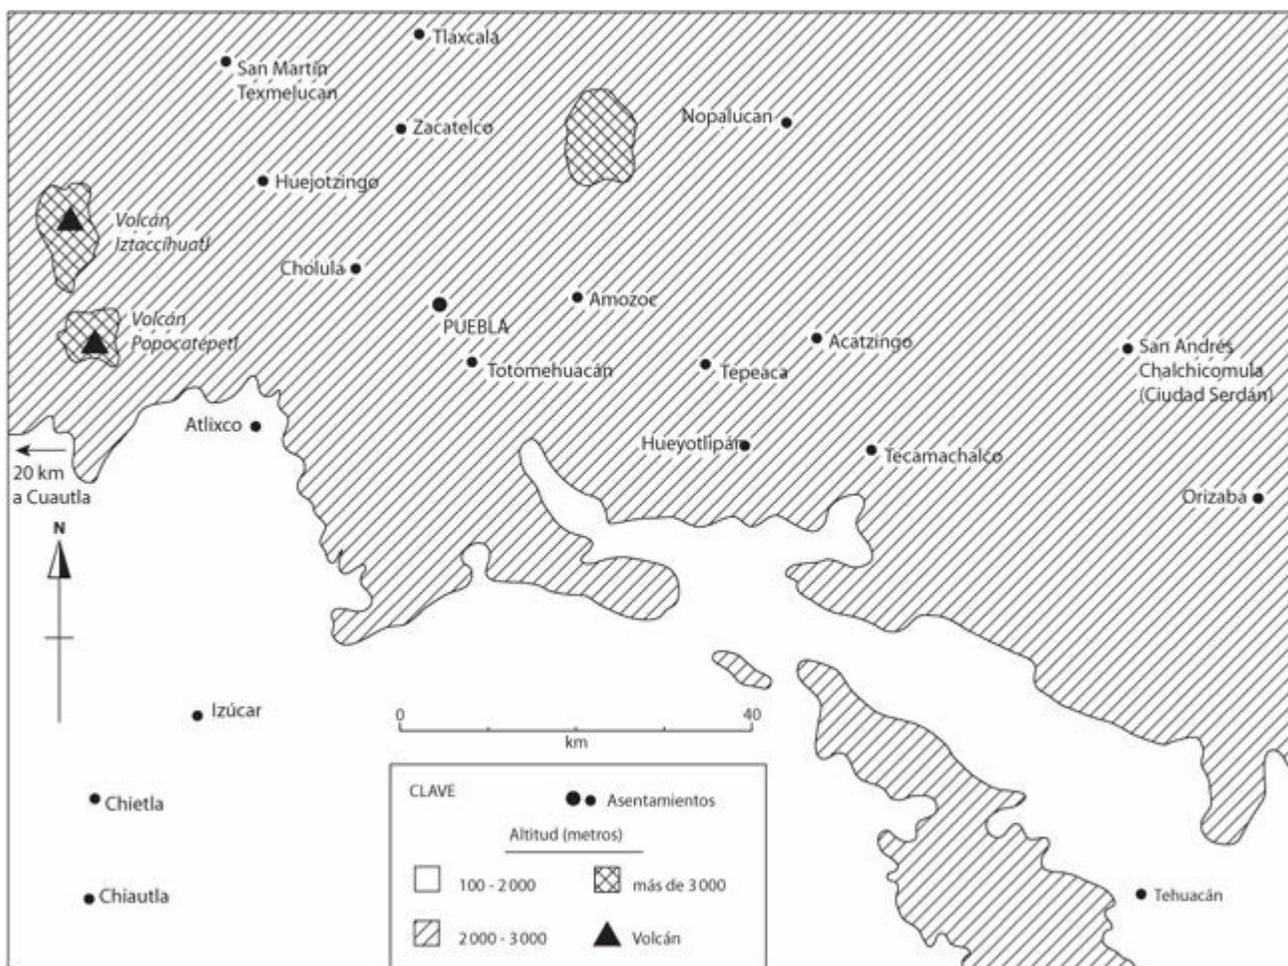 Tlaxcala
San Martín
Texmelucan
Zacatelco
Nopalucan
Huejotzingo
Volcán
Iztaccíhuatl
Cholula
Amozoc
Volcán
Popocatépetl
PUEBLA
Totomehuacán
Tepeaca
Acatzingo
San Andrés
Chalchicomula
(Ciudad Serdán)
Atlixco
Hueyotlipán
Tecamachalco
20 km
a Cuautla
Orizaba
N
Izúcar
0 40
km
Chietla
Chiautla
CLAVE
Asentamientos
Altitud (metros)
100 - 2 000
más de 3 000
2 000 - 3 000
Volcán
Tehuacán